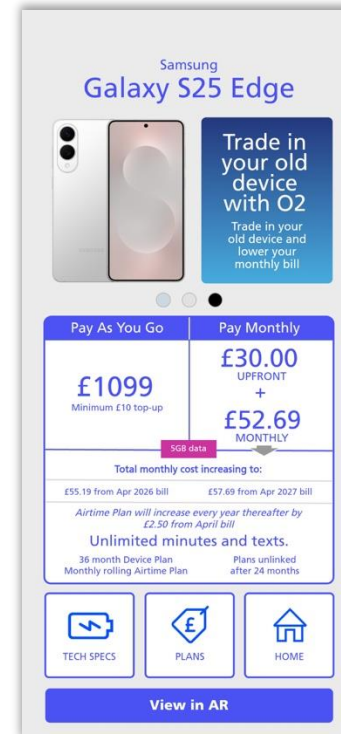 Samsung
Galaxy S25 Edge
Trade in
your old
device
with O2
Trade in your
old device and
lower your
monthly bill
Pay As You Go
Pay Monthly
£1099
Minimum £10 top-up
£30.00
UPFRONT
+
£52.69
MONTHLY
5GB data
Total monthly cost increasing to:
£55.19 from Apr 2026 bill
£57.69 from Apr 2027 bill
Airtime Plan will increase every year thereafter by
£2.50 from April bill
Unlimited minutes and texts.
36 month Device Plan
Monthly rolling Airtime Plan
Plans unlinked
after 24 months
£
TECH SPECS
PLANS
HOME
View in AR